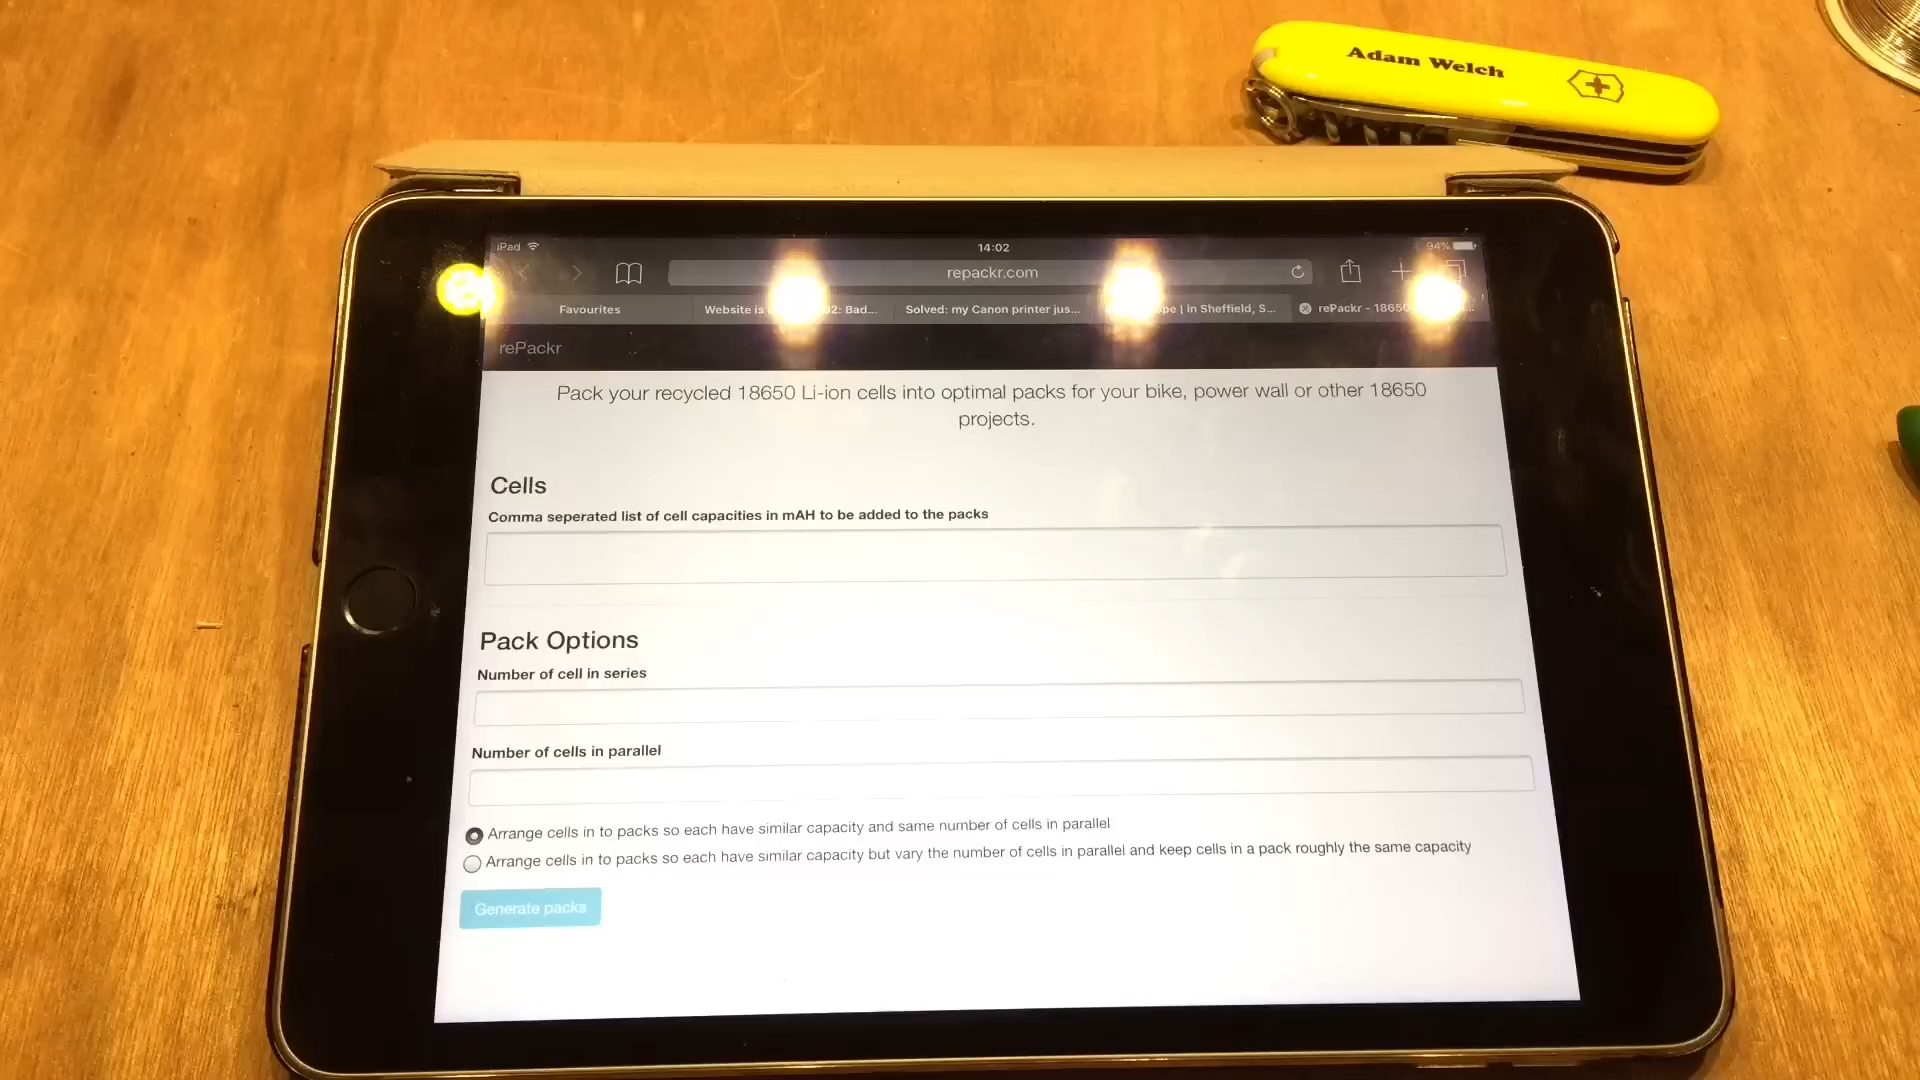 Adam Welch
iPad
14:02
94%
repackr.com
Favourites
Website is 02: Bad...
Solved: my Canon printer jus...
pe | in Sheffield, S...
rePackr - 18650
rePackr
Pack your recycled 18650 Li-ion cells into optimal packs for your bike, power wall or other 18650
projects.
Cells
Comma seperated list of cell capacities in mAH to be added to the packs
Pack Options
Number of cell in series
Number of cells in parallel
Arrange cells in to packs so each have similar capacity and same number of cells in parallel
Arrange cells in to packs so each have similar capacity but vary the number of cells in parallel and keep cells in a pack roughly the same capacity
Generate packs